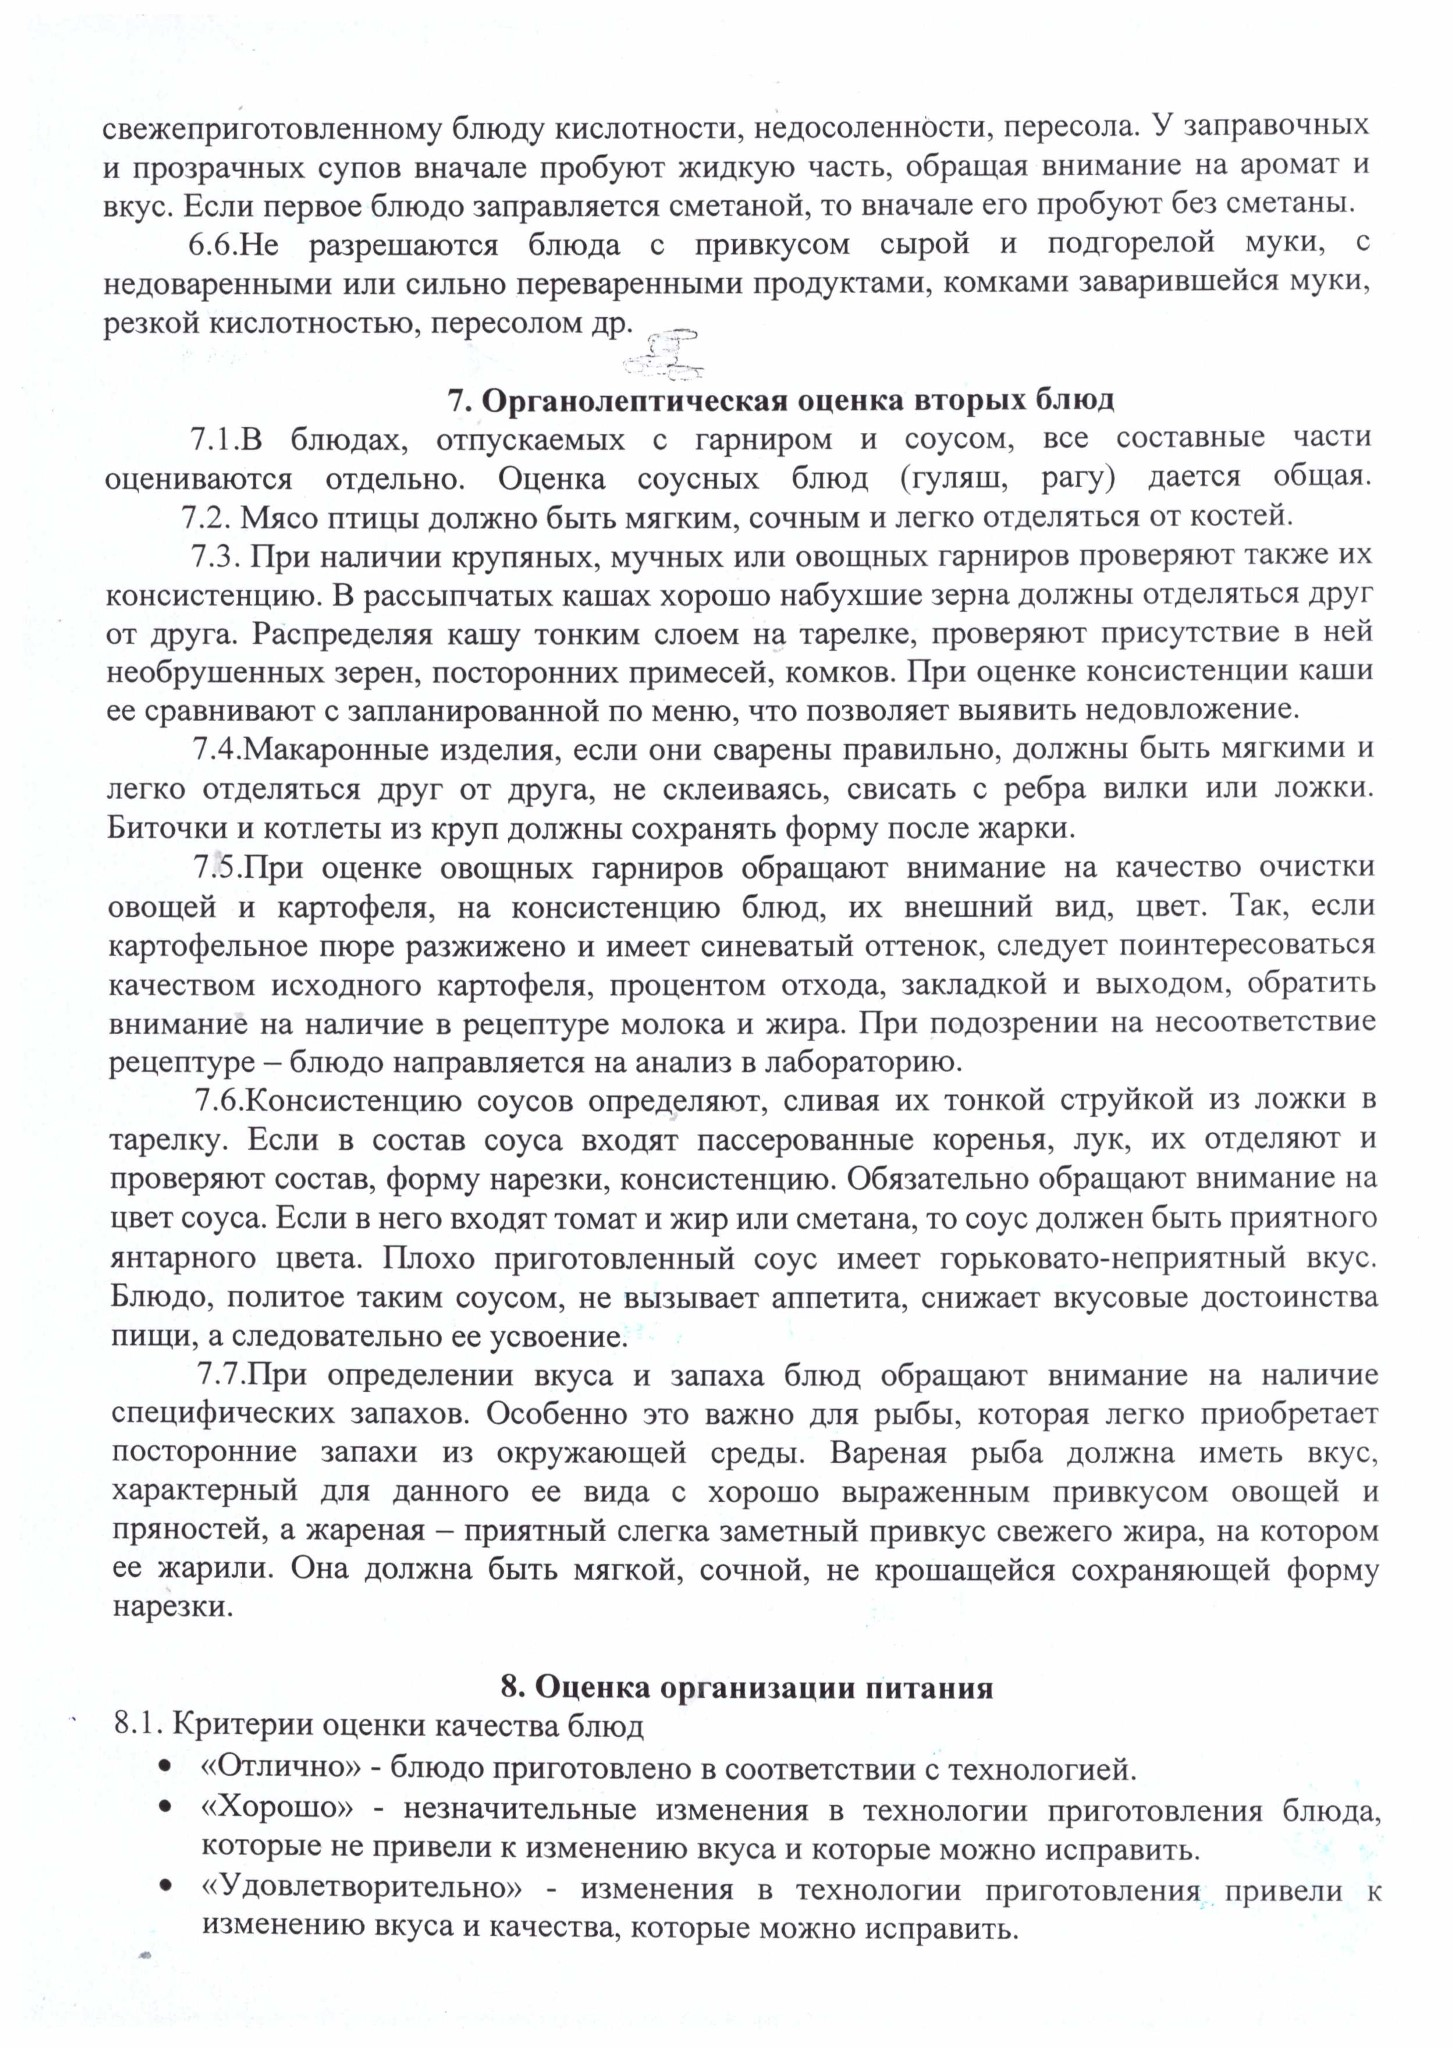 свежеприготовленному блюду кислотности, недосоленности, пересола. У заправочных
и прозрачных супов вначале пробуют жидкую часть, обращая внимание на аромат и
вкус. Если первое блюдо заправляется сметаной, то вначале его пробуют без сметаны.
6.6.Не разрешаются блюда с привкусом сырой и подгорелой муки, с
недоваренными или сильно переваренными продуктами, комками заварившейся муки,
резкой кислотностью, пересолом др.
7. Органолептическая оценка вторых блюд
7.1.В блюдах, отпускаемых с гарниром и соусом, все составные части
оцениваются отдельно. Оценка соусных блюд (гуляш, рагу) дается общая.
7.2. Мясо птицы должно быть мягким, сочным и легко отделяться от костей.
7.3. При наличии крупяных, мучных или овощных гарниров проверяют также их
консистенцию. В рассыпчатых кашах хорошо набухшие зерна должны отделяться друг
от друга. Распределяя кашу тонким слоем на тарелке, проверяют присутствие в ней
необрушенных зерен, посторонних примесей, комков. При оценке консистенции каши
ее сравнивают с запланированной по меню, что позволяет выявить недовложение.
7.4.Макаронные изделия, если они сварены правильно, должны быть мягкими и
легко отделяться друг от друга, не склеиваясь, свисать с ребра вилки или ложки.
Биточки и котлеты из круп должны сохранять форму после жарки.
7.5.При оценке овощных гарниров обращают внимание на качество очистки
овощей и картофеля, на консистенцию блюд, их внешний вид, цвет. Так, если
картофельное пюре разжижено и имеет синеватый оттенок, следует поинтересоваться
качеством исходного картофеля, процентом отхода, закладкой и выходом, обратить
внимание на наличие в рецептуре молока и жира. При подозрении на несоответствие
рецептуре – блюдо направляется на анализ в лабораторию.
7.6.Консистенцию соусов определяют, сливая их тонкой струйкой из ложки в
тарелку. Если в состав соуса входят пассерованные коренья, лук, их отделяют и
проверяют состав, форму нарезки, консистенцию. Обязательно обращают внимание на
цвет соуса. Если в него входят томат и жир или сметана, то соус должен быть приятного
янтарного цвета. Плохо приготовленный соус имеет горьковато-неприятный вкус.
Блюдо, политое таким соусом, не вызывает аппетита, снижает вкусовые достоинства
пищи, а следовательно ее усвоение.
7.7.При определении вкуса и запаха блюд обращают внимание на наличие
специфических запахов. Особенно это важно для рыбы, которая легко приобретает
посторонние запахи из окружающей среды. Вареная рыба должна иметь вкус,
характерный для данного ее вида с хорошо выраженным привкусом овощей и
пряностей, а жареная – приятный слегка заметный привкус свежего жира, на котором
ее жарили. Она должна быть мягкой, сочной, не крошащейся сохраняющей форму
нарезки.
8. Оценка организации питания
8.1. Критерии оценки качества блюд
• «Отлично» - блюдо приготовлено в соответствии с технологией.
• «Хорошо» - незначительные изменения в технологии приготовления блюда,
которые не привели к изменению вкуса и которые можно исправить.
• «Удовлетворительно» - изменения в технологии приготовления привели к
изменению вкуса и качества, которые можно исправить.